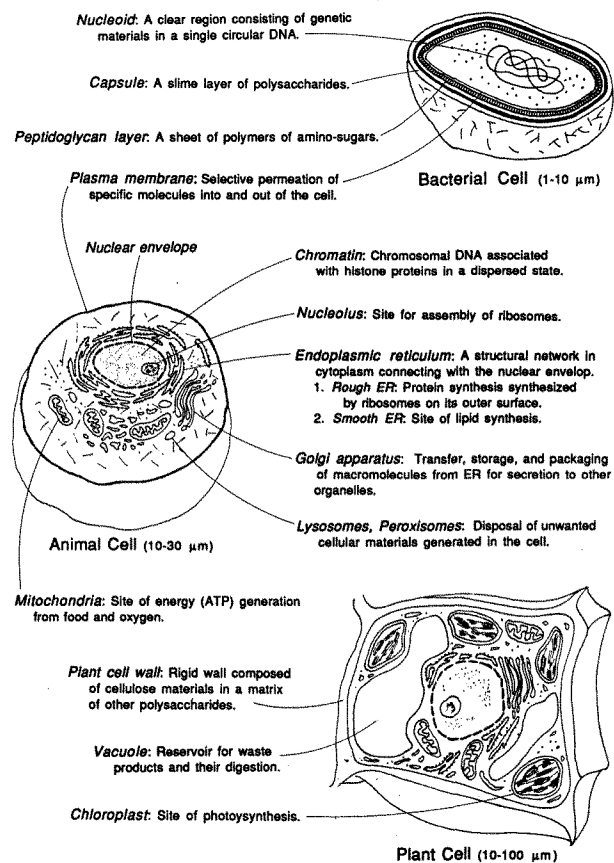 Nucleoid: A clear region consisting of genetic
materials in a single circular DNA.
Capsule: A slime layer of polysaccharides.
Peptidoglycan layer: A sheet of polymers of amino-sugars.
Plasma membrane: Selective permeation of
specific molecules into and out of the cell.
Bacterial Cell (1-10 μm)
Nuclear envelope
Chromatin: Chromosomal DNA associated
with histone proteins in a dispersed state.
Nucleolus: Site for assembly of ribosomes.
Endoplasmic reticulum: A structural network in
cytoplasm connecting with the nuclear envelop.
1. Rough ER: Protein synthesis synthesized
by ribosomes on its outer surface.
2. Smooth ER: Site of lipid synthesis.
Golgi apparatus: Transfer, storage, and packaging
of macromolecules from ER for secretion to other
organelles.
Lysosomes, Peroxisomes: Disposal of unwanted
cellular materials generated in the cell.
Animal Cell (10-30 μm)
Mitochondria: Site of energy (ATP) generation
from food and oxygen.
Plant cell wall: Rigid wall composed
of cellulose materials in a matrix
of other polysaccharides.
Vacuole: Reservoir for waste
products and their digestion.
Chloroplast: Site of photoysynthesis.
Plant Cell (10-100 μm)